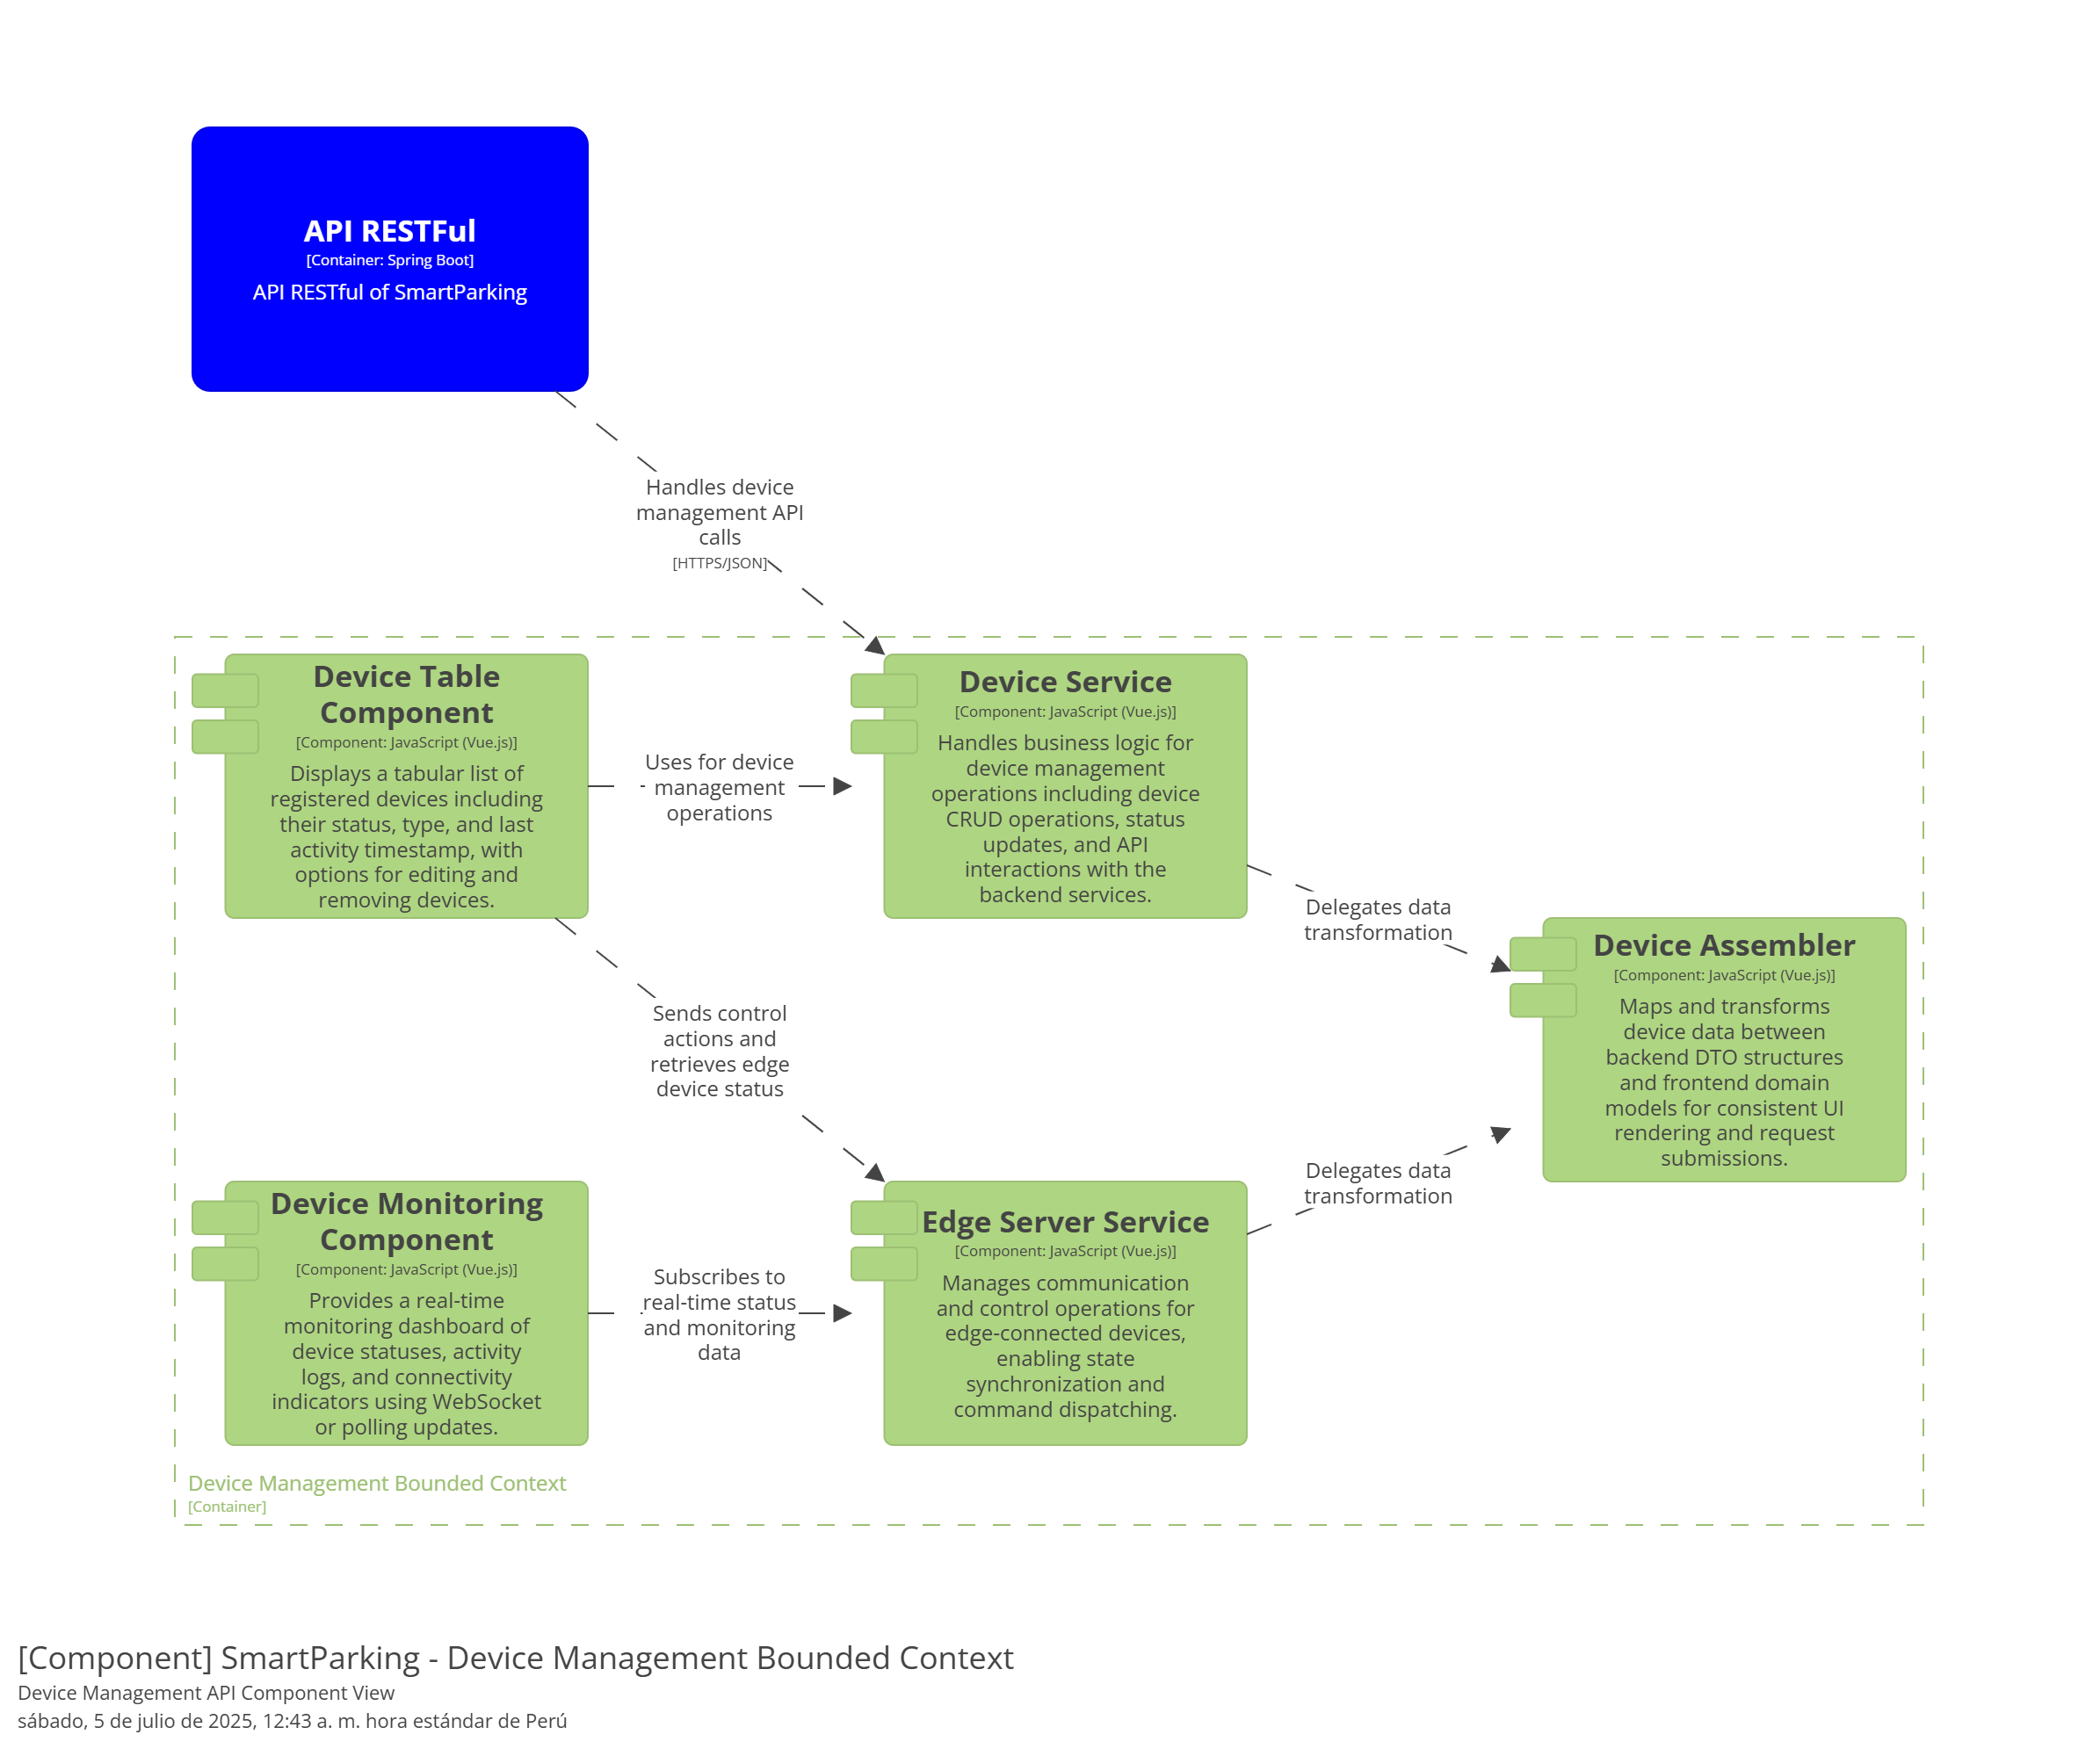 API RESTFul
[Container: Spring Boot]
API RESTful of SmartParking
Handles device
management API
calls
[HTTPS/JSON]
Device Table
Component
[Component: JavaScript (Vue.js)]
Displays a tabular list of
registered devices including
their status, type, and last
activity timestamp, with
options for editing and
removing devices.
Uses for device
management
operations
Device Service
[Component: JavaScript (Vue.js)]
Handles business logic for
device management
operations including device
CRUD operations, status
updates, and API
interactions with the
backend services.
Delegates data
transformation
Device Assembler
[Component: JavaScript (Vue.js)]
Maps and transforms
device data between
backend DTO structures
and frontend domain
models for consistent UI
rendering and request
submissions.
Sends control
actions and
retrieves edge
device status
Device Monitoring
Component
[Component: JavaScript (Vue.js)]
Provides a real-time
monitoring dashboard of
device statuses, activity
logs, and connectivity
indicators using WebSocket
or polling updates.
Subscribes to
real-time status
and monitoring
data
Edge Server Service
[Component: JavaScript (Vue.js)]
Manages communication
and control operations for
edge-connected devices,
enabling state
synchronization and
command dispatching.
Delegates data
transformation
Device Management Bounded Context
[Container]
[Component] SmartParking - Device Management Bounded Context
Device Management API Component View
sábado, 5 de julio de 2025, 12:43 a. m. hora estándar de Perú